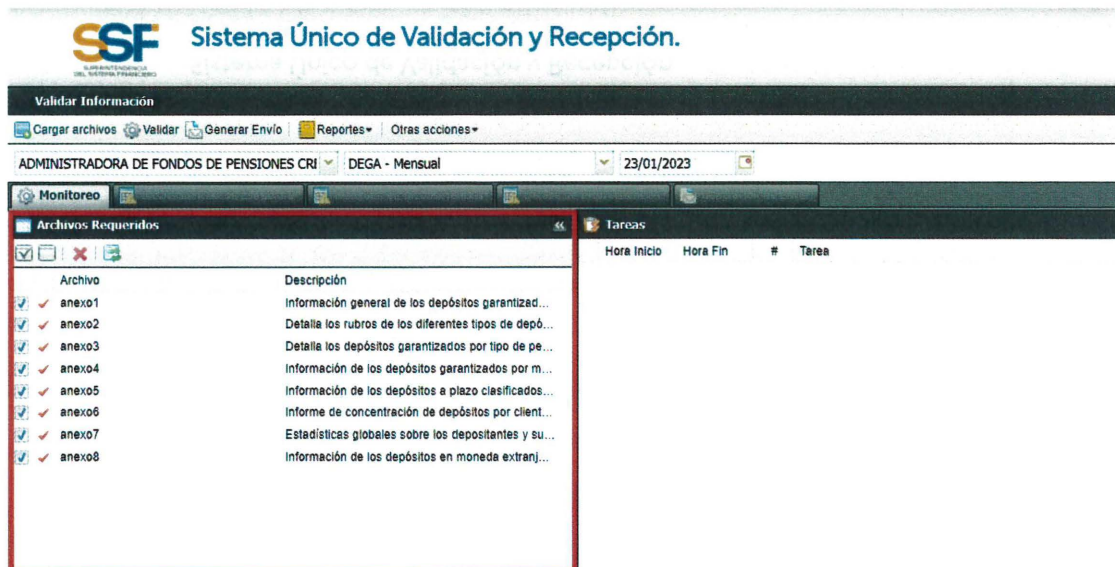 SSF
SUPERINTENDENCIA
DEL SISTEMA FINANCIERO
Sistema Único de Validación y Recepción.
Validar Información
Cargar archivos Validar Generar Envío Reportes Otras acciones
ADMINISTRADORA DE FONDOS DE PENSIONES CRI DEGA - Mensual 23/01/2023
Monitoreo
Archivos Requeridos
Archivo Descripción
anexo1 Información general de los depósitos garantizad...
anexo2 Detalla los rubros de los diferentes tipos de depó...
anexo3 Detalla los depósitos garantizados por tipo de pe...
anexo4 Información de los depósitos garantizados por m...
anexo5 Información de los depósitos a plazo clasificados...
anexo6 Informe de concentración de depósitos por client...
anexo7 Estadísticas globales sobre los depositantes y su...
anexo8 Información de los depósitos en moneda extranj...
Tareas
Hora Inicio Hora Fin # Tarea